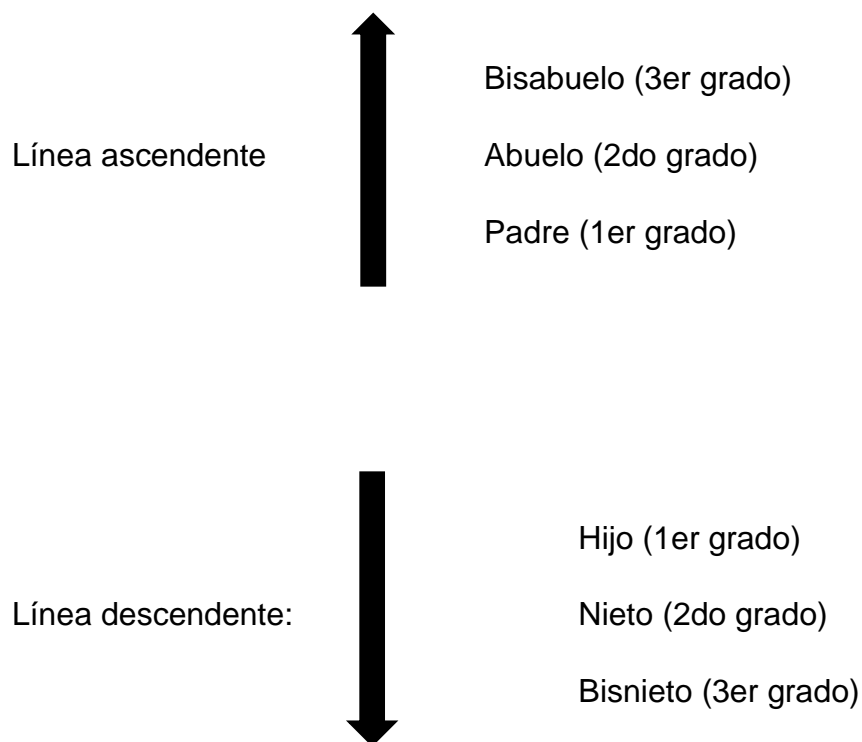 Bisabuelo (3er grado)
Línea ascendente
Abuelo (2do grado)
Padre (1er grado)
Hijo (1er grado)
Línea descendente:
Nieto (2do grado)
Bisnieto (3er grado)